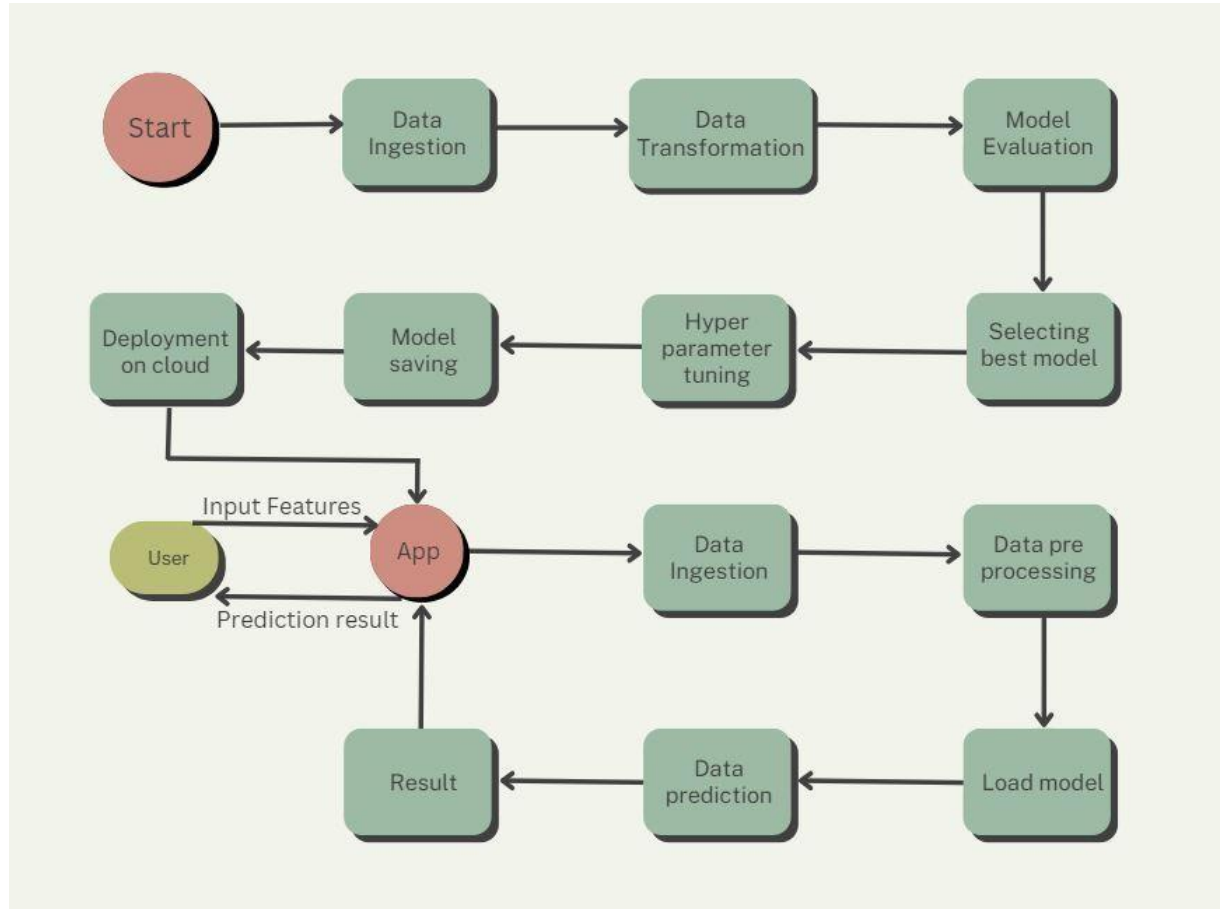 Start
Data
Ingestion
Data
Transformation
Model
Evaluation
Deployment
on cloud
Model
saving
Hyper
parameter
tuning
Selecting
best model
Input Features
User
App
Data
Ingestion
Data pre
processing
Prediction result
Result
Data
prediction
Load model